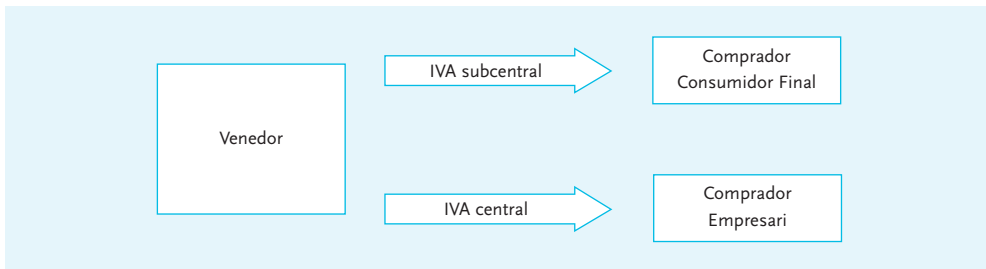 Venedor
IVA subcentral
Comprador
Consumidor Final
IVA central
Comprador
Empresari